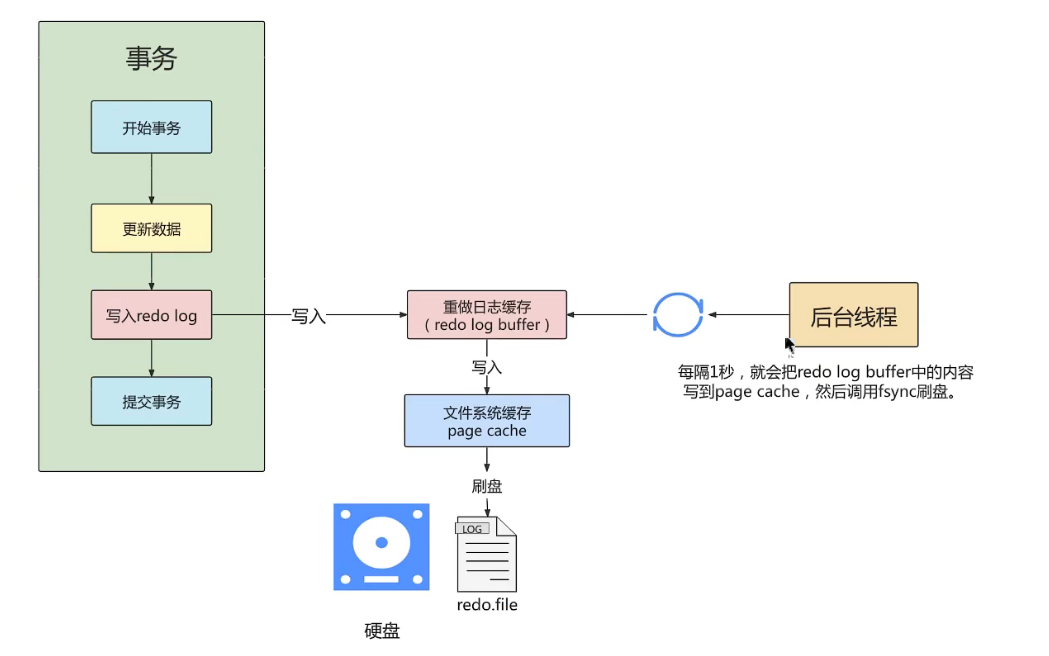 事务
开始事务
更新数据
写入redo log
提交事务
写入
重做日志缓存
（redo log buffer）
写入
文件系统缓存
page cache
刷盘
LOG
redo.file
硬盘
后台线程
每隔1秒，就会把redo log buffer中的内容
写到page cache，然后调用fsync刷盘。